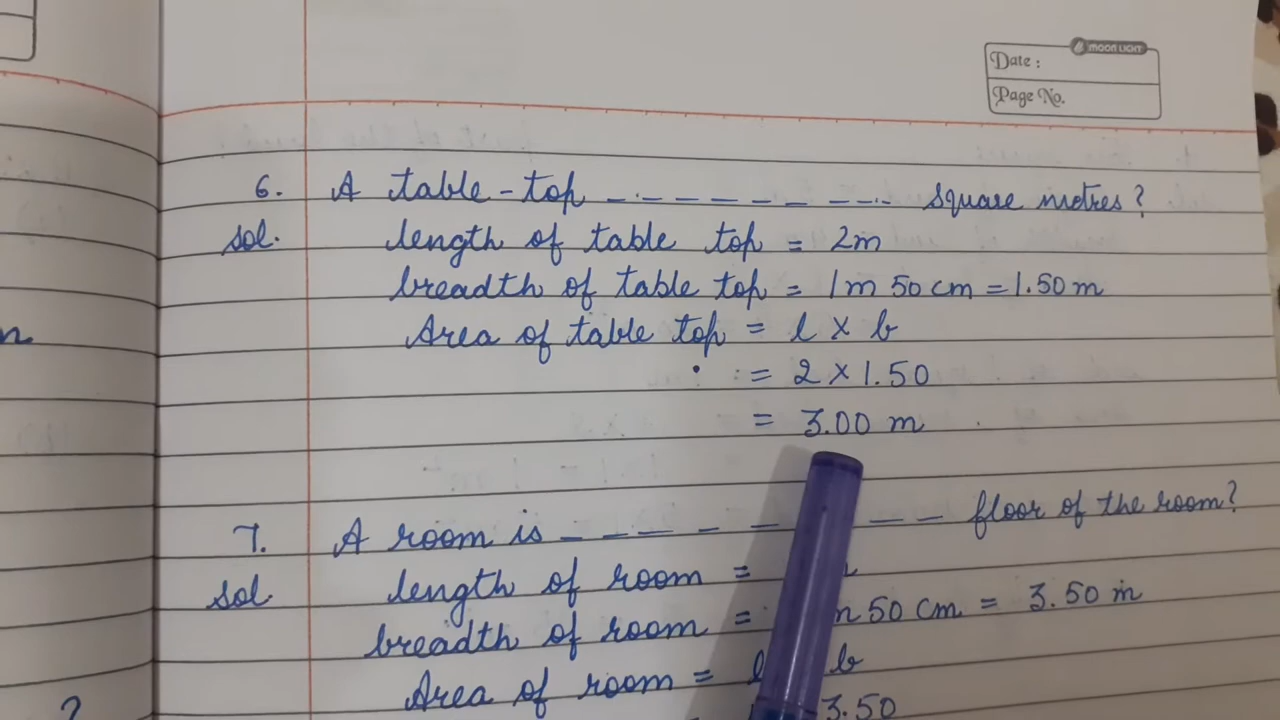 MOON LIGHT
Date :
Page No.
6. A table-top _ _ _ _ _ _ _ _ _ square metres?
sol. length of table top = 2m
breadth of table top = 1m 50 cm = 1.50 m
Area of table top = l × b
= 2 × 1.50
= 3.00 m
7. A room is _ _ _ _ _ _ _ floor of the room?
sol length of room =
breadth of room = 50 cm = 3.50 m
Area of room = l b
3.50
?